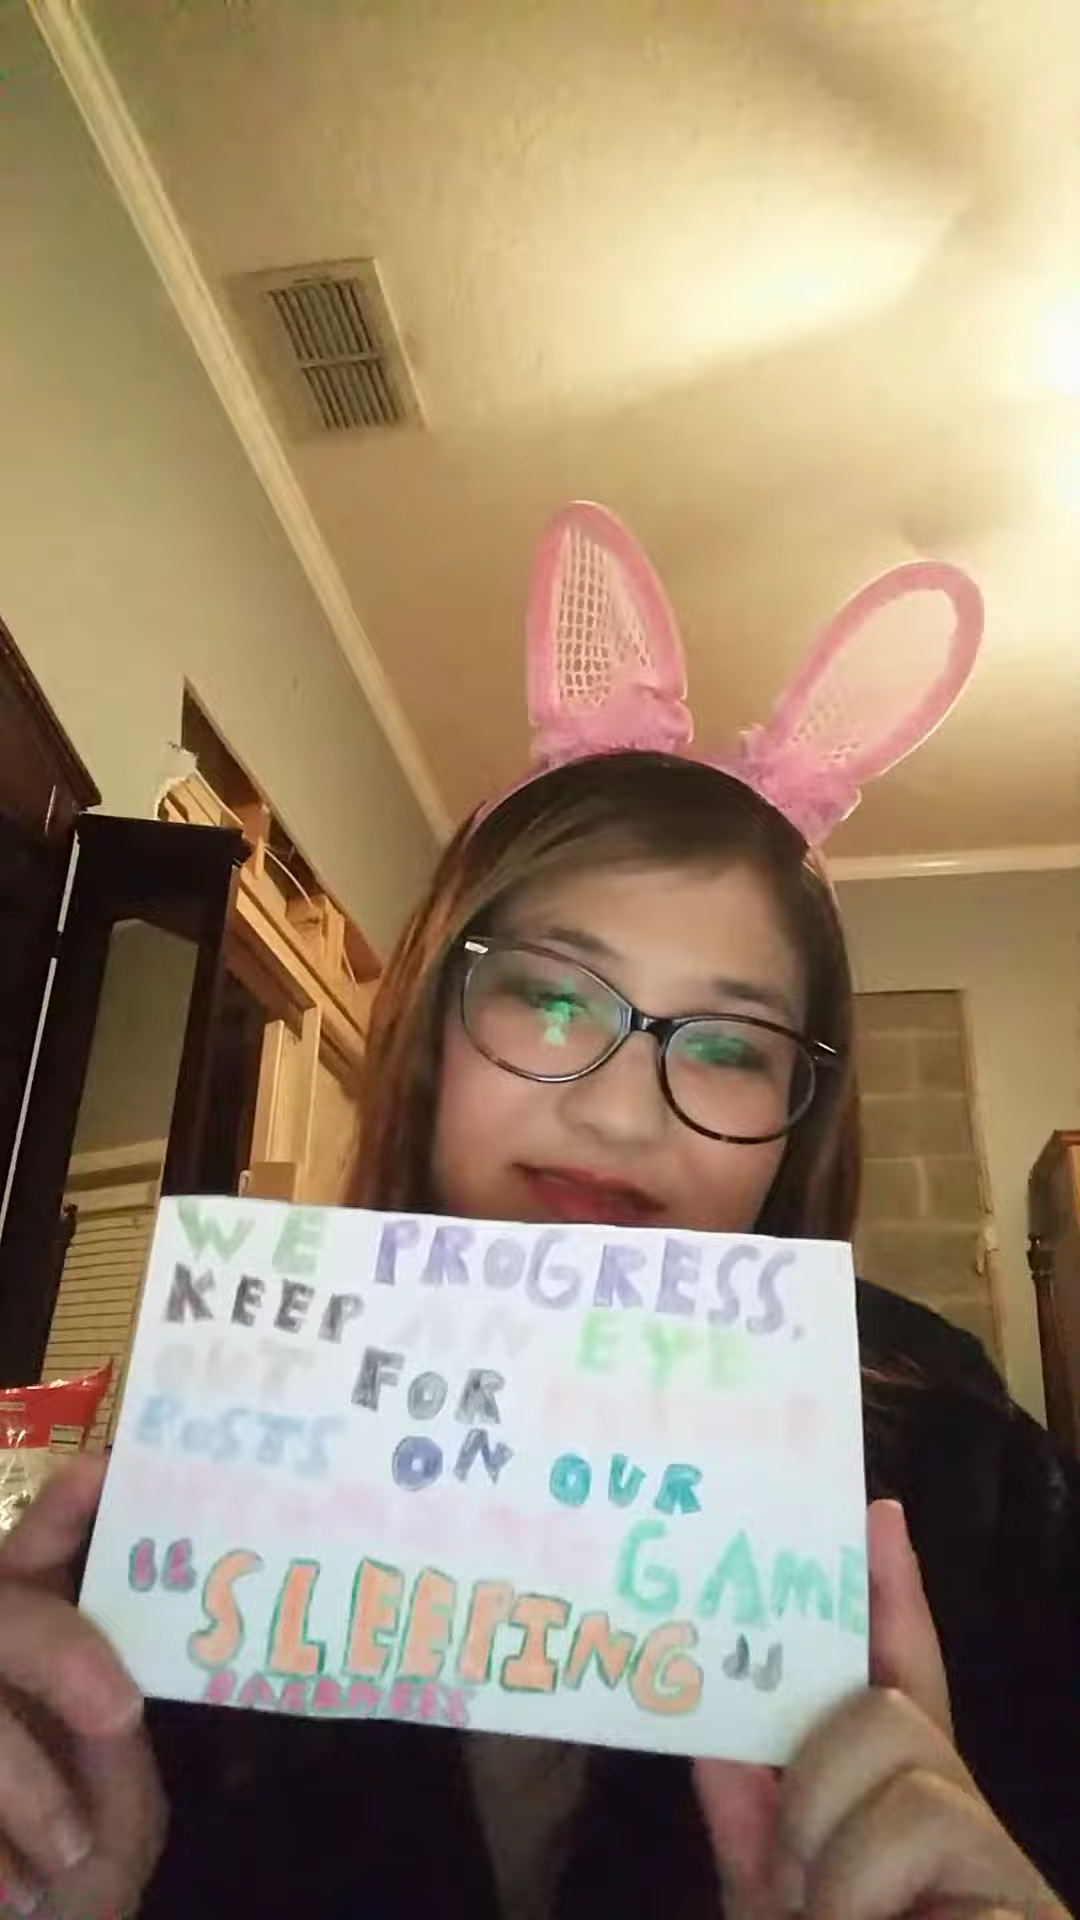 WE PROGRESS.
KEEP AN EYE
OUT FOR
POSTS ON OUR
GAME
"SLEEPING"